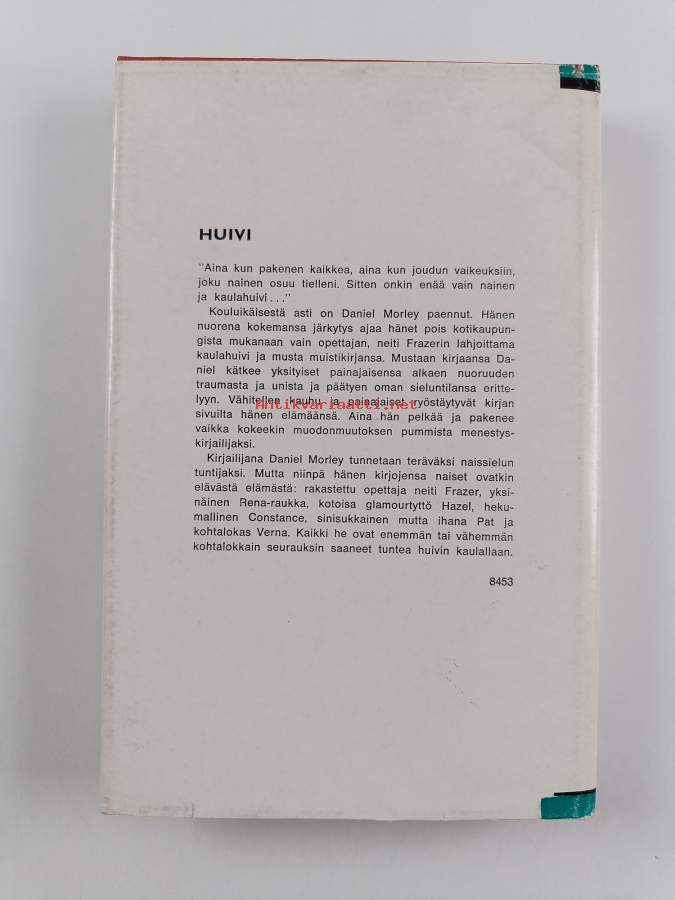 HUIVI
"Aina kun pakenen kaikkea, aina kun joudun vaikeuksiin,
joku nainen osuu tielleni. Sitten onkin enää vain nainen
ja kaulahuivi..."
Kouluikäisestä asti on Daniel Morley paennut. Hänen
nuorena kokemansa järkytys ajaa hänet pois kotikaupun-
gista mukanaan vain opettajan, neiti Frazerin lahjoittama
kaulahuivi ja musta muistikirjansa. Mustaan kirjaansa Da-
niel kätkee yksityiset painajaisensa alkaen nuoruuden
traumasta ja unista ja päätyen oman sieluntilansa eritte-
lyyn. Vähitellen kauhu ja painajaiset ryöstäytyvät kirjan
sivuilta hänen elämäänsä. Aina hän pelkää ja pakenee
vaikka kokeekin muodonmuutoksen pummista menestys-
kirjailijaksi.
Kirjailijana Daniel Morley tunnetaan teräväksi naissielun
tuntijaksi. Mutta niinpä hänen kirjojensa naiset ovatkin
elävästä elämästä: rakastettu opettaja neiti Frazer, yksi-
näinen Rena-raukka, kotoisa glamourtyttö Hazel, heku-
mallinen Constance, sinisukkainen mutta ihana Pat ja
kohtalokas Verna. Kaikki he ovat enemmän tai vähemmän
kohtalokkain seurauksin saaneet tuntea huivin kaulallaan.
8453
Antikvariaatti.net